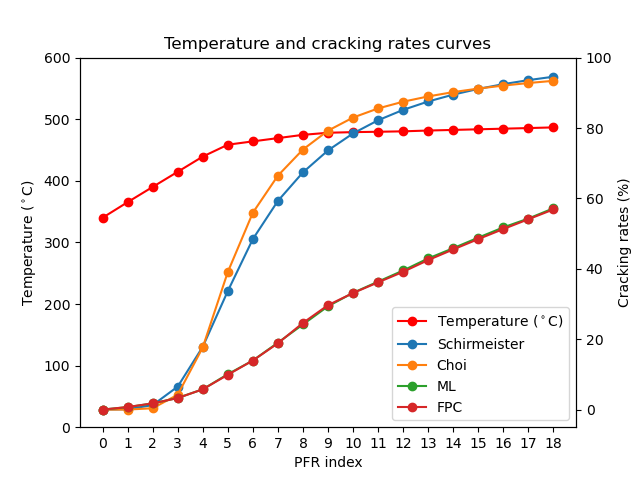 Temperature and cracking rates curves
600
500
400
300
200
100
0
Temperature (°C)
100
80
60
40
20
0
Cracking rates (%)
Temperature (°C)
Schirmeister
Choi
ML
FPC
0 1 2 3 4 5 6 7 8 9 10 11 12 13 14 15 16 17 18
PFR index